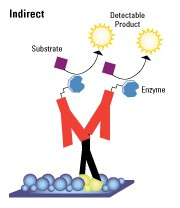 Indirect
Detectable
Product
Substrate
Enzyme